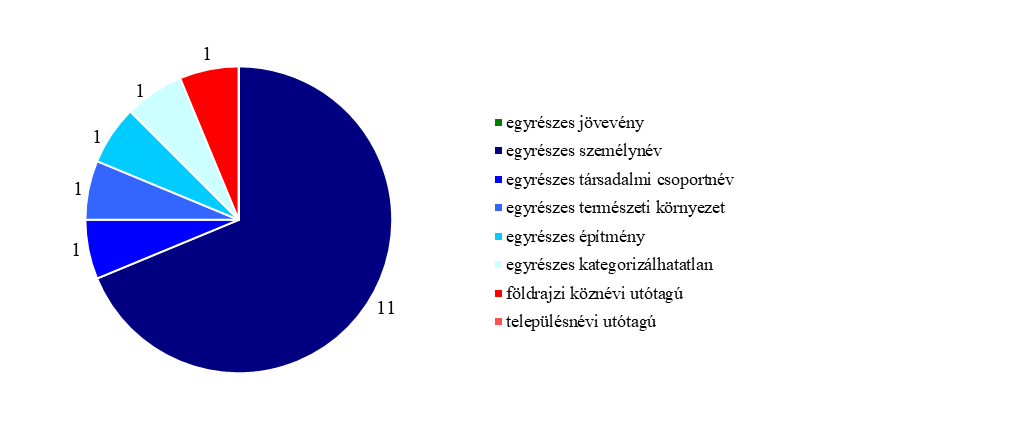 1
1
1
1
1
11
egyrészes jövevény
egyrészes személynév
egyrészes társadalmi csoportnév
egyrészes természeti környezet
egyrészes építmény
egyrészes kategorizálhatatlan
földrajzi köznévi utótagú
településnévi utótagú